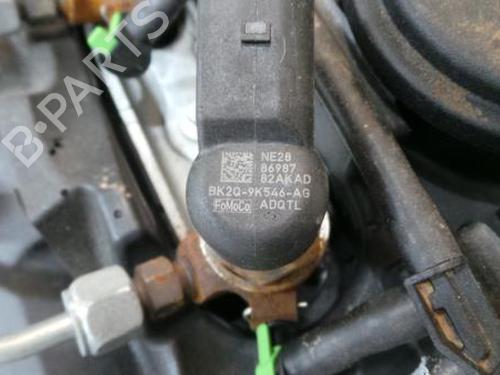 B-PARTS
NE28
86987
82AKAD
BK2Q-9K546-AG
FoMoCo ADQTL